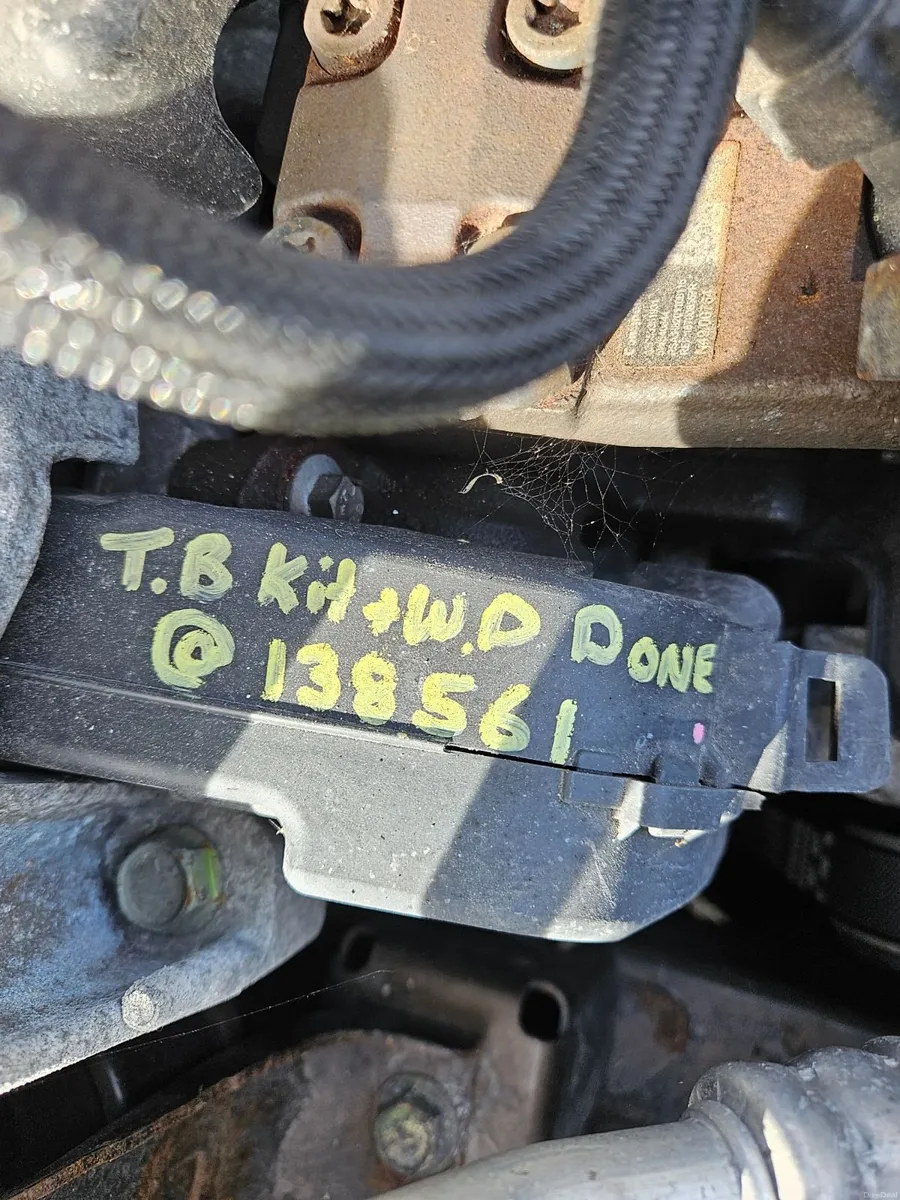 T.B Kit + W.D DONE
@ 138561